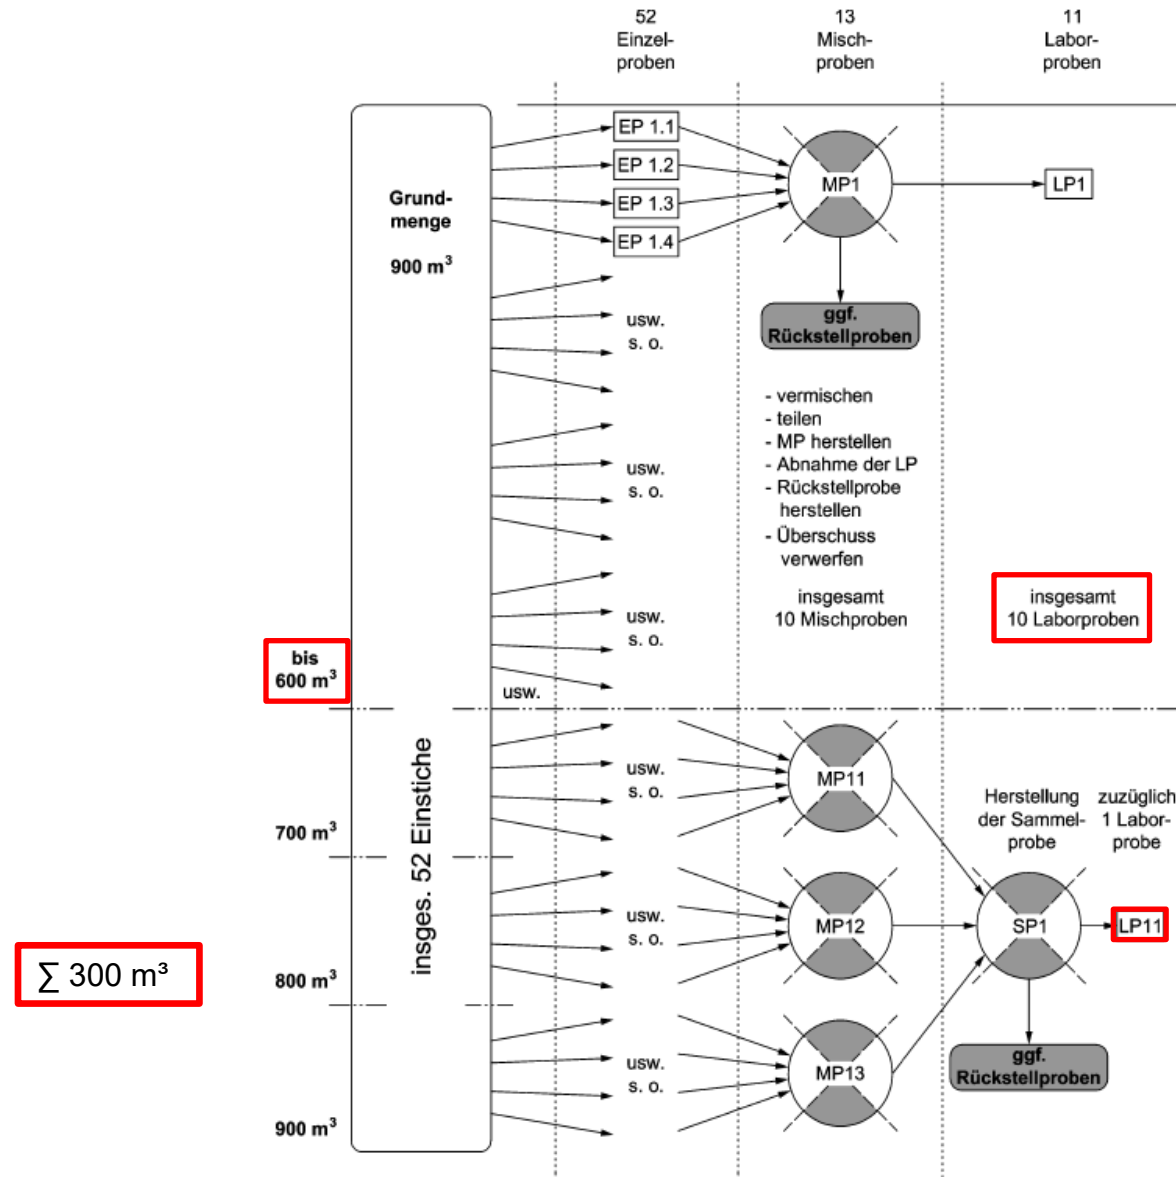 52
Einzel-
proben
13
Misch-
proben
11
Labor-
proben
Grund-
menge
900 m³
EP 1.1
EP 1.2
EP 1.3
EP 1.4
MP1
LP1
ggf.
Rückstellproben
usw.
s. o.
- vermischen
- teilen
- MP herstellen
- Abnahme der LP
- Rückstellprobe
herstellen
- Überschuss
verwerfen
usw.
s. o.
insgesamt
10 Mischproben
insgesamt
10 Laborproben
usw.
s. o.
bis
600 m³
usw.
insges. 52 Einstiche
usw.
s. o.
MP11
700 m³
Herstellung
der Sammel-
probe
zuzüglich
1 Labor-
probe
usw.
s. o.
MP12
SP1
LP11
∑ 300 m³
800 m³
usw.
s. o.
MP13
ggf.
Rückstellproben
900 m³